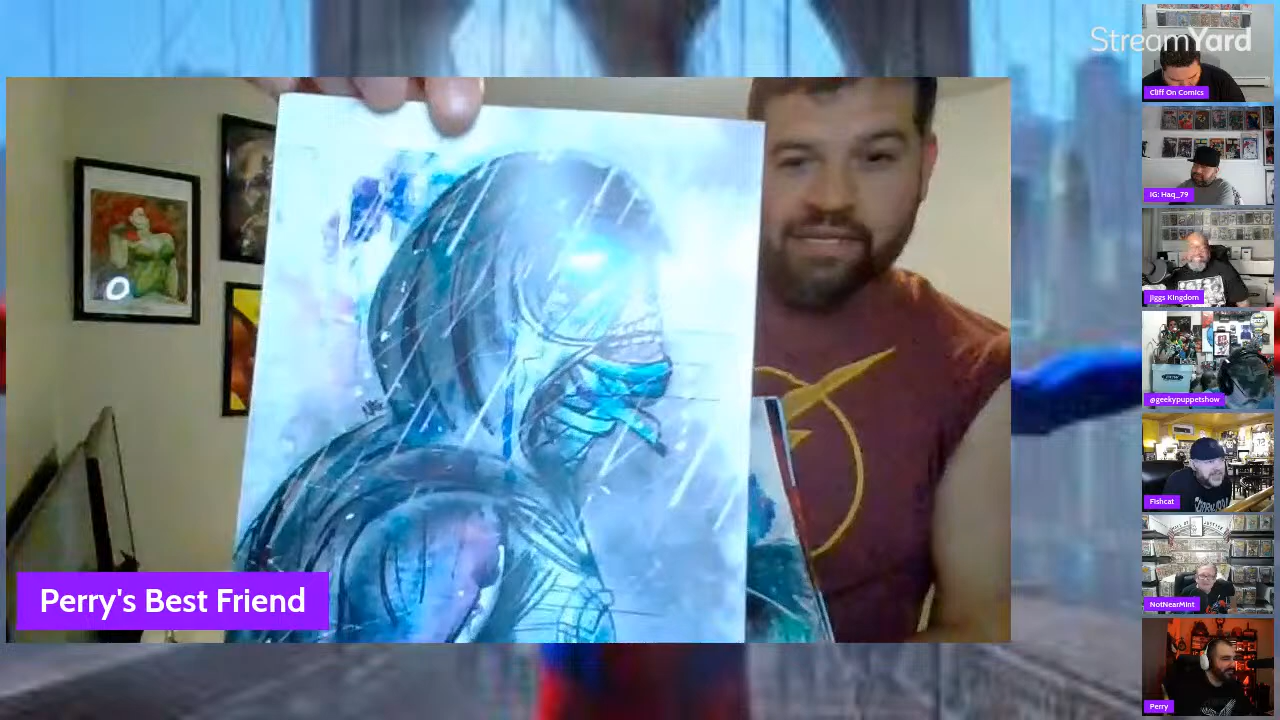 StreamYard
Cliff On Comics
IG: Haq_79
Jiggs Kingdom
@geekypuppetshow
Fishcat
NotNearMint
Perry
Perry's Best Friend